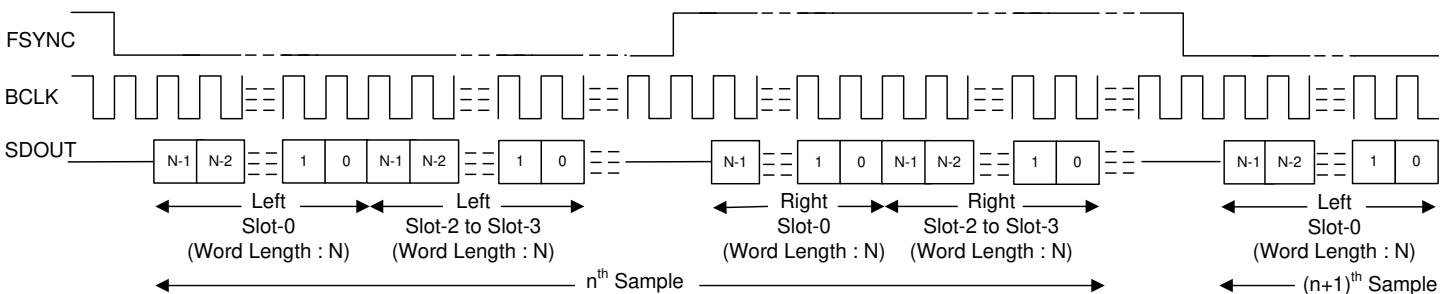 FSYNC
BCLK
SDOUT
N-1 N-2 1 0 N-1 N-2 1 0 N-1 1 0 N-1 N-2 1 0 N-1 N-2 1 0
Left Left Right Right Left
Slot-0 Slot-2 to Slot-3 Slot-0 Slot-2 to Slot-3 Slot-0
(Word Length : N) (Word Length : N) (Word Length : N) (Word Length : N) (Word Length : N)
nth Sample (n+1)th Sample